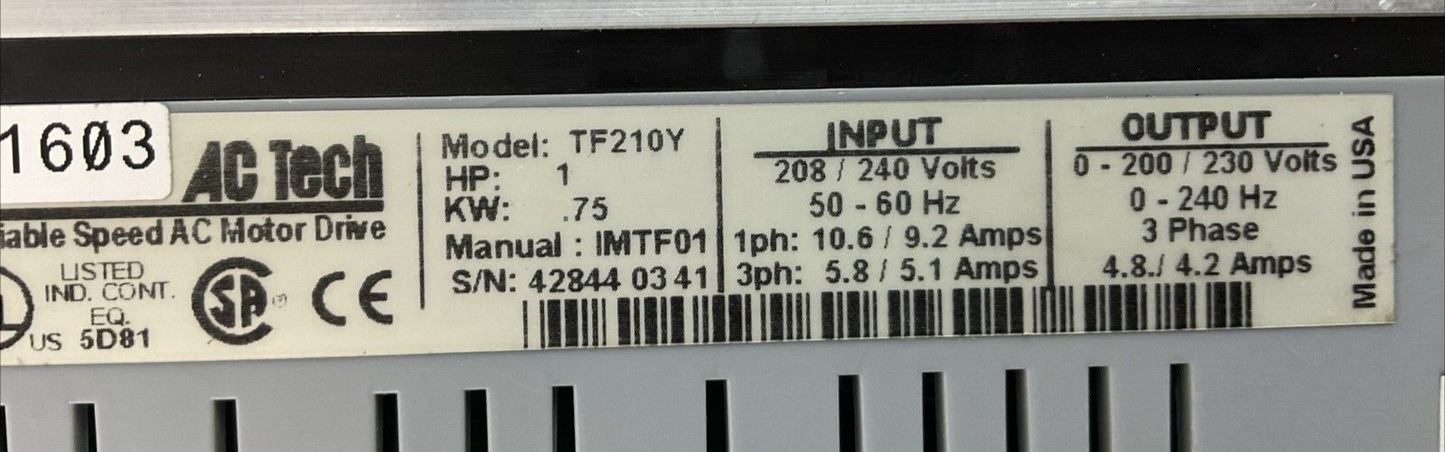 1603
AC Tech
iable Speed AC Motor Drive
LISTED
IND. CONT.
EQ.
US 5D81
SA ®
CE
Model: TF210Y
HP: 1
KW: .75
Manual : IMTF01
S/N: 42844 03 41
INPUT
208 / 240 Volts
50 - 60 Hz
1ph: 10.6 / 9.2 Amps
3ph: 5.8 / 5.1 Amps
OUTPUT
0 - 200 / 230 Volts
0 - 240 Hz
3 Phase
4.8./ 4.2 Amps
Made in USA